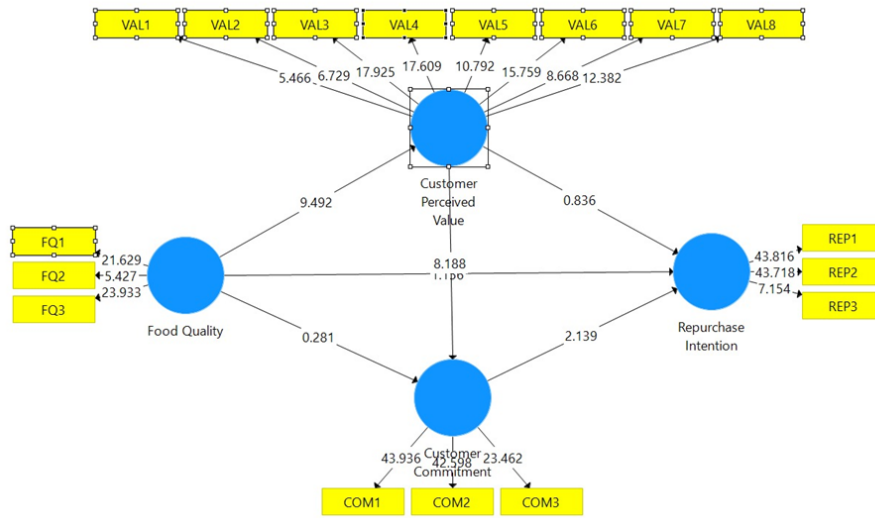 VAL1 VAL2 VAL3 VAL4 VAL5 VAL6 VAL7 VAL8
5.466 6.729 17.925 17.609 10.792 15.759 8.668 12.382
Customer
Perceived
Value
9.492
0.836
FQ1
FQ2
FQ3
21.629
5.427
23.933
Food Quality
8.188
REP1
REP2
REP3
43.816
43.718
7.154
Repurchase
Intention
0.281
2.139
Customer
Commitment
43.936 42.598 23.462
COM1 COM2 COM3